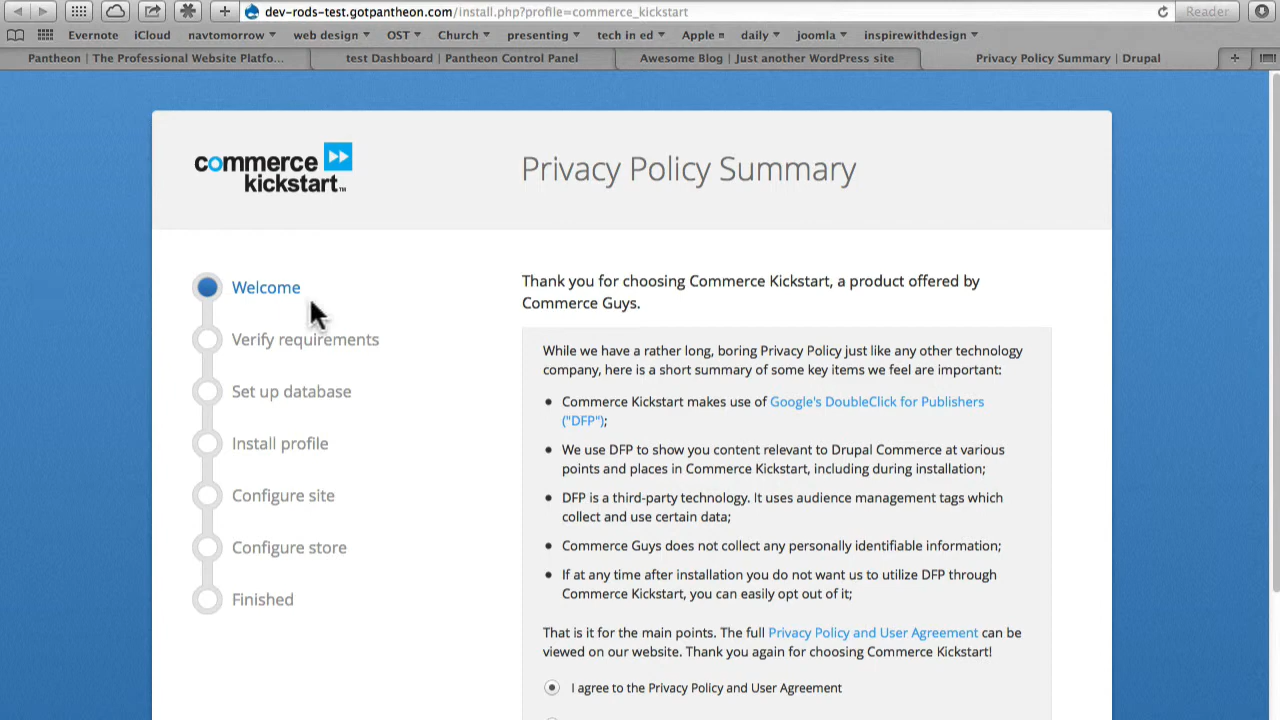 dev-rods-test.gotpantheon.com/install.php?profile=commerce_kickstart
Reader
Evernote iCloud navtomorrow web design OST Church presenting tech in ed Apple daily joomla inspirewithdesign
Pantheon | The Professional Website Platfo... test Dashboard | Pantheon Control Panel Awesome Blog | Just another WordPress site Privacy Policy Summary | Drupal
commerce
kickstart™
Privacy Policy Summary
Welcome
Verify requirements
Set up database
Install profile
Configure site
Configure store
Finished
Thank you for choosing Commerce Kickstart, a product offered by
Commerce Guys.
While we have a rather long, boring Privacy Policy just like any other technology
company, here is a short summary of some key items we feel are important:
• Commerce Kickstart makes use of Google's DoubleClick for Publishers
("DFP");
• We use DFP to show you content relevant to Drupal Commerce at various
points and places in Commerce Kickstart, including during installation;
• DFP is a third-party technology. It uses audience management tags which
collect and use certain data;
• Commerce Guys does not collect any personally identifiable information;
• If at any time after installation you do not want us to utilize DFP through
Commerce Kickstart, you can easily opt out of it;
That is it for the main points. The full Privacy Policy and User Agreement can be
viewed on our website. Thank you again for choosing Commerce Kickstart!
I agree to the Privacy Policy and User Agreement